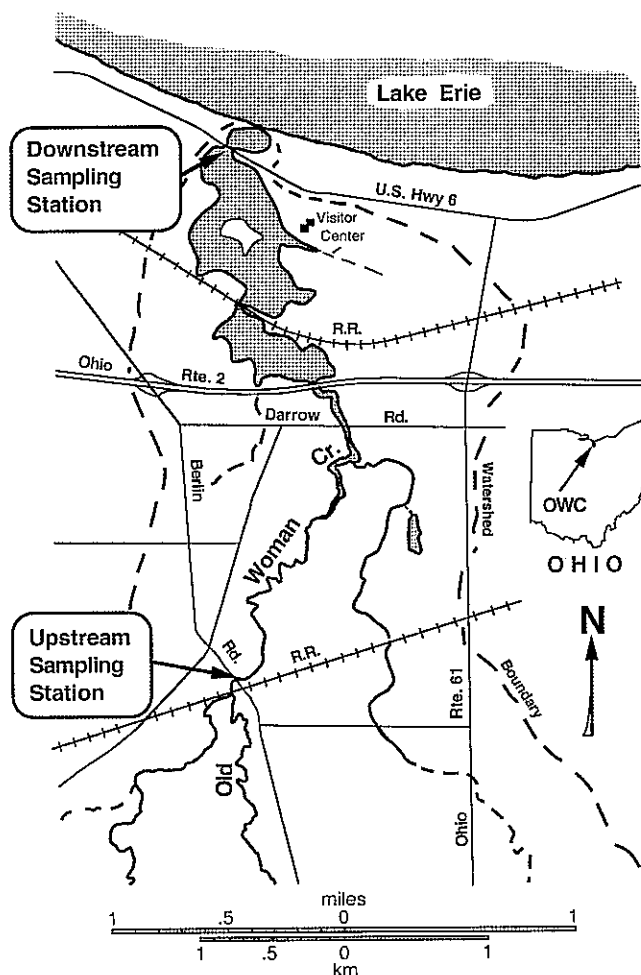 Lake Erie
Downstream
Sampling
Station
U.S. Hwy 6
Visitor
Center
R.R.
Ohio
Rte. 2
Darrow
Rd.
Cr.
Berlin
Watershed
OWC
OHIO
Woman
Upstream
Sampling
Station
Rd.
R.R.
N
Rte. 61
Boundary
Old
Ohio
miles
1 .5 0 1
1 .5 0 1
km